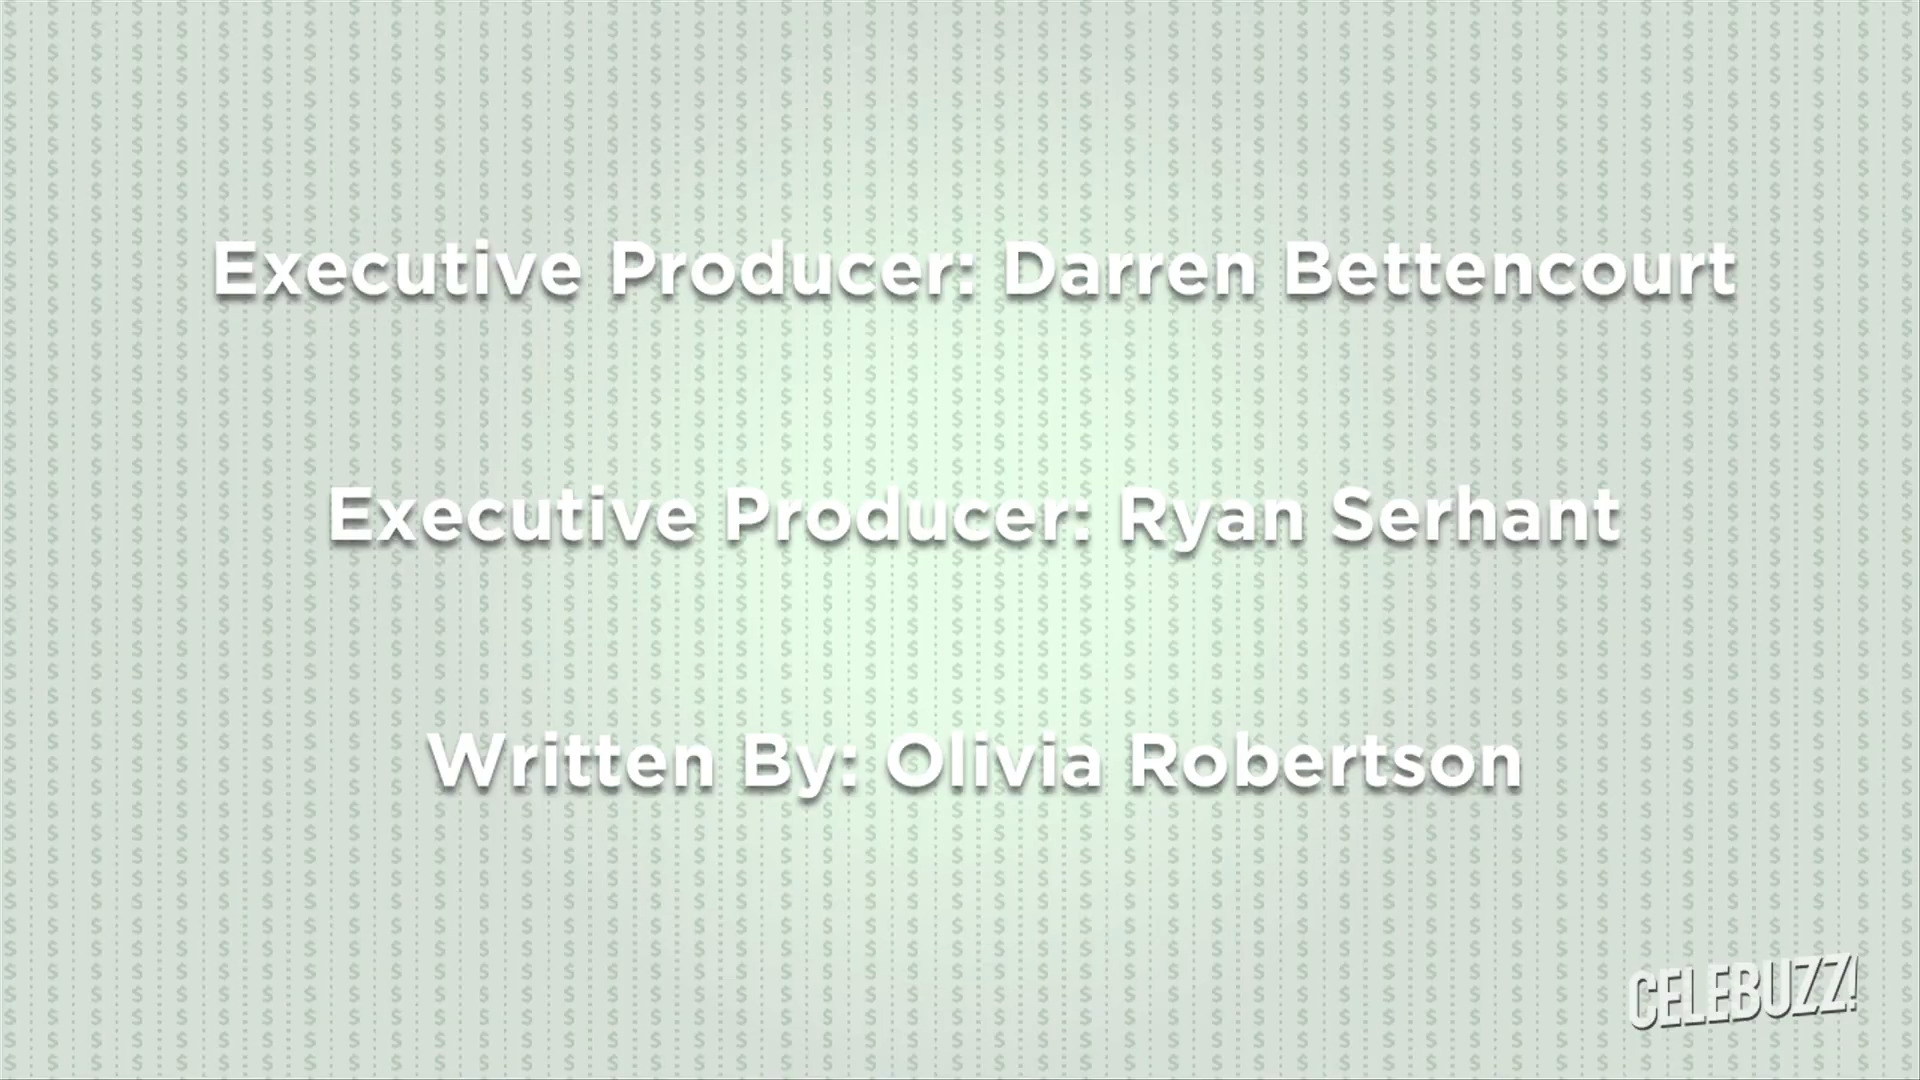 Executive Producer: Darren Bettencourt
Executive Producer: Ryan Serhant
Written By: Olivia Robertson
CELEBUZZ!